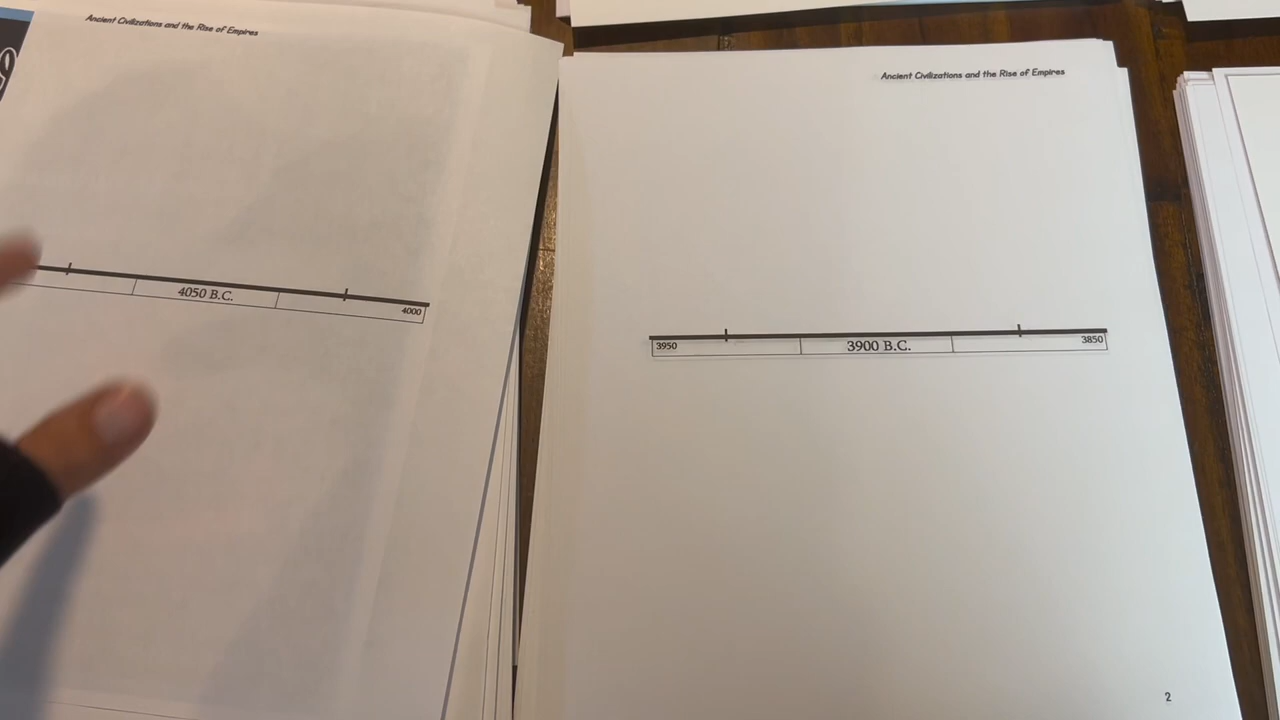 Ancient Civilizations and the Rise of Empires
4050 B.C.
4000
Ancient Civilizations and the Rise of Empires
3950
3900 B.C.
3850
2